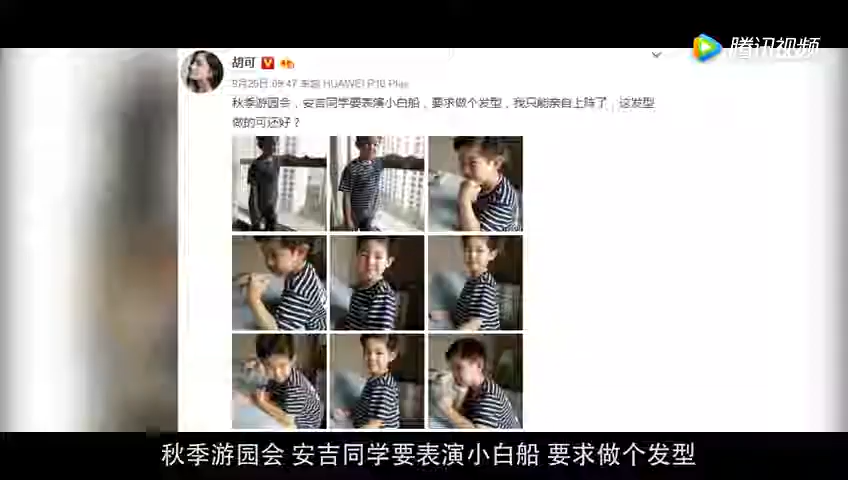 腾讯视频
胡可
9月25日 09:47 来自 HUAWEI P10 Plus
秋季游园会，安吉同学要表演小白船，要求做个发型，我只能亲自上阵了，这发型
做的可还好？
秋季游园会 安吉同学要表演小白船 要求做个发型